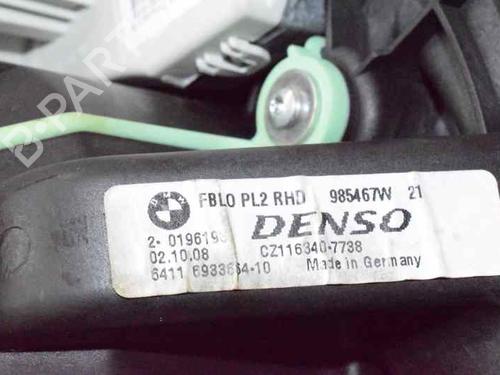 B-PARTS
FBLO PL2 RHD 985467W 21
DENSO
2- 0196193
02.10.08 CZ116340-7738
6411 6933664-10 Made in Germany